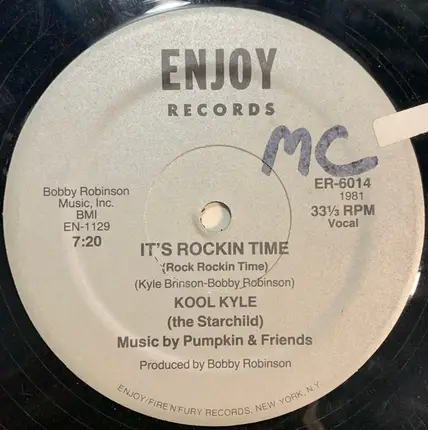 ENJOY
RECORDS
MC
Bobby Robinson
Music, Inc.
BMI
EN-1129
7:20
ER-6014
1981
33⅓ RPM
Vocal
IT'S ROCKIN TIME
(Rock Rockin Time)
(Kyle Brinson-Bobby Robinson)
KOOL KYLE
(the Starchild)
Music by Pumpkin & Friends
Produced by Bobby Robinson
ENJOY/FIRE'N'FURY RECORDS, NEW YORK, N.Y.